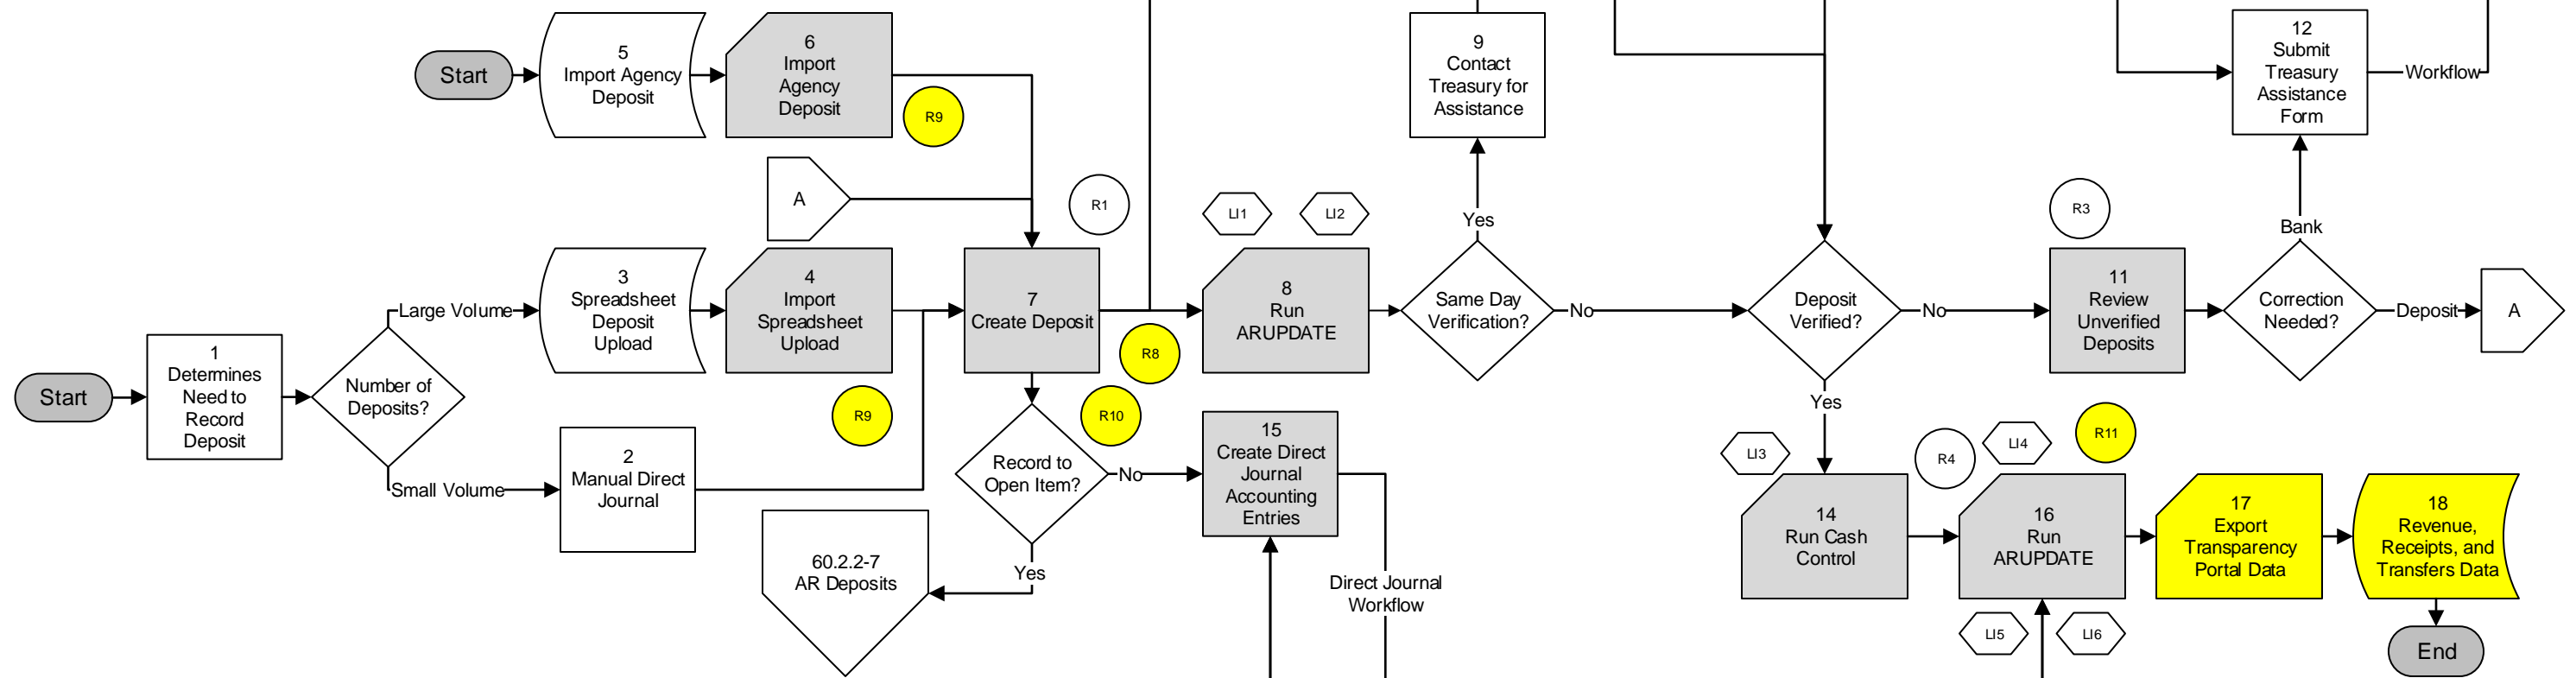 Start
5
Import Agency
Deposit
6
Import
Agency
Deposit
R9
9
Contact
Treasury for
Assistance
12
Submit
Treasury
Assistance
Form
Workflow
A
R1
LI1
LI2
Yes
R3
Bank
Large Volume
3
Spreadsheet
Deposit
Upload
4
Import
Spreadsheet
Upload
7
Create Deposit
8
Run
ARUPDATE
Same Day
Verification?
No
Deposit
Verified?
No
11
Review
Unverified
Deposits
Correction
Needed?
Deposit
A
Start
1
Determines
Need to
Record
Deposit
Number of
Deposits?
R8
R9
R10
Small Volume
2
Manual Direct
Journal
Record to
Open Item?
No
15
Create Direct
Journal
Accounting
Entries
Yes
LI3
R4
LI4
R11
14
Run Cash
Control
16
Run
ARUPDATE
17
Export
Transparency
Portal Data
18
Revenue,
Receipts, and
Transfers Data
60.2.2-7
AR Deposits
Yes
Direct Journal
Workflow
LI5
LI6
End